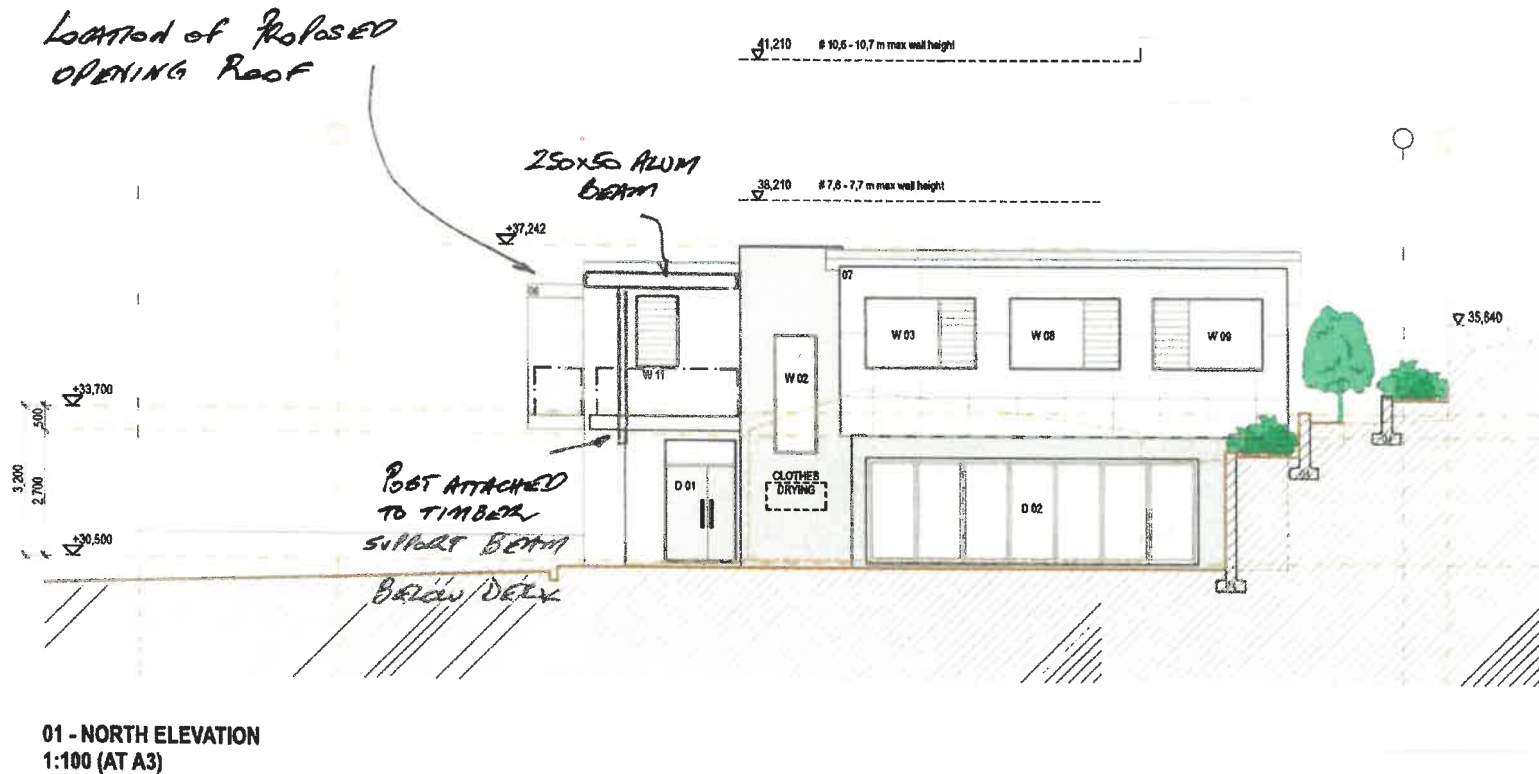 LOCATION of PROPOSED
OPENING ROOF
41,210 # 10,6 - 10,7 m max wall height
250x50 ALUM
BEAM
38,210 # 7,6 - 7,7 m max wall height
+37,242
07
06
W 03
W 08
W 09
35,640
W 11
W 02
+33,700
500
3,200
2,700
CLOTHES
DRYING
D 01
D 02
POST ATTACHED
TO TIMBER
SUPPORT BEAM
BELOW DECK
+30,500
01 - NORTH ELEVATION
1:100 (AT A3)